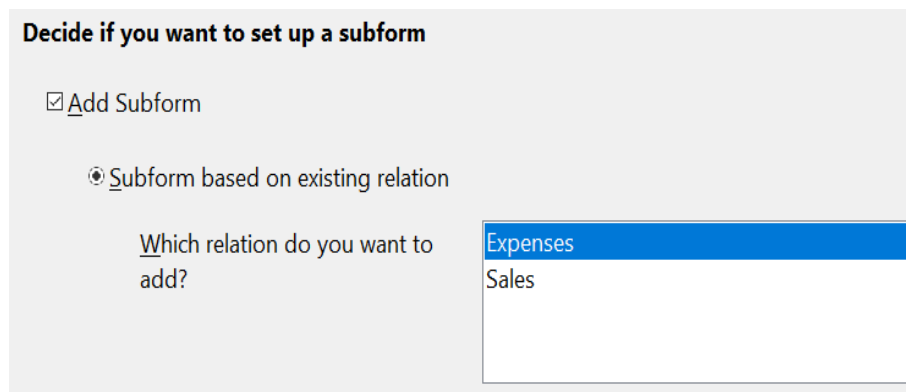 Decide if you want to set up a subform
Add Subform
Subform based on existing relation
Which relation do you want to
add?
Expenses
Sales